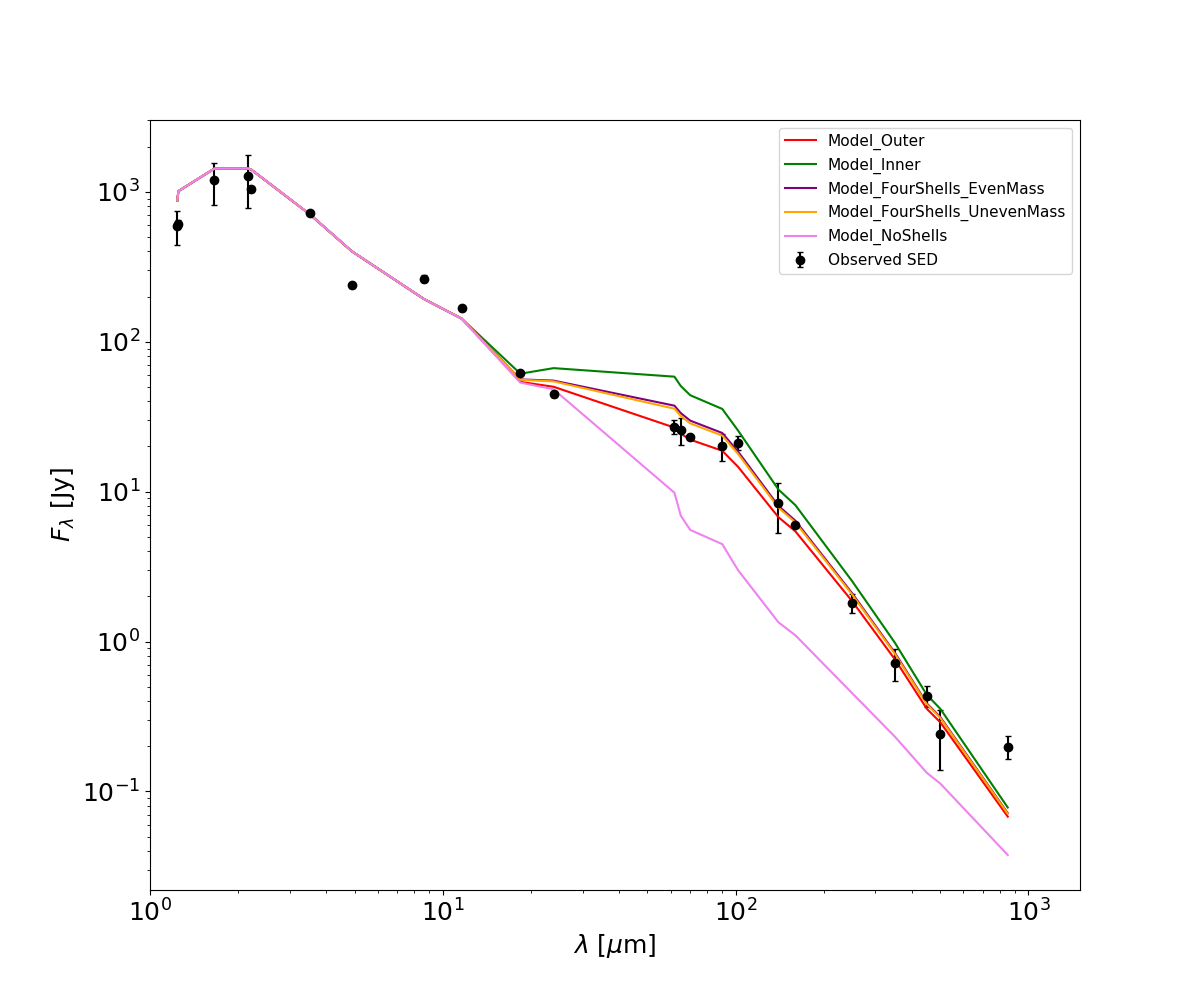 Model_Outer
Model_Inner
Model_FourShells_EvenMass
Model_FourShells_UnevenMass
Model_NoShells
Observed SED
10³
10²
10¹
10⁰
10⁻¹
F_λ [Jy]
10⁰ 10¹ 10² 10³
λ [μm]